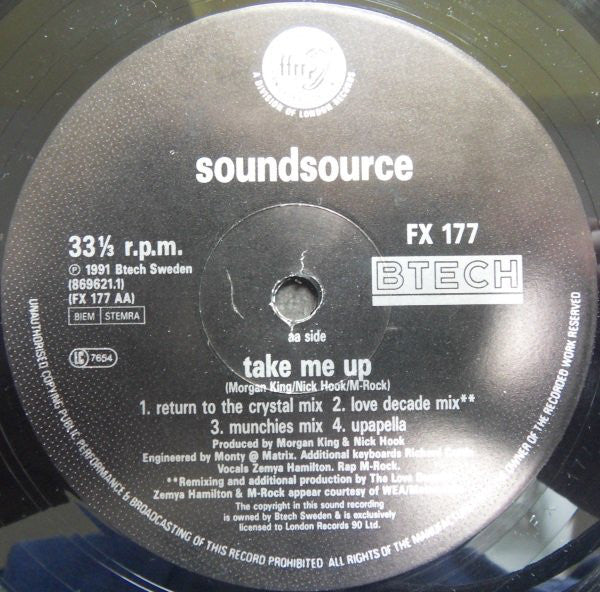 ffrr
A DIVISION OF LONDON RECORDS
soundsource
33⅓ r.p.m.
℗ 1991 Btech Sweden
(869621.1)
(FX 177 AA)
BIEM STEMRA
LC 7654
FX 177
BTECH
aa side
take me up
(Morgan King/Nick Hook/M-Rock)
1. return to the crystal mix 2. love decade mix**
3. munchies mix 4. upapella
Produced by Morgan King & Nick Hook
Engineered by Monty @ Matrix. Additional keyboards Richard
Vocals Zemya Hamilton. Rap M-Rock.
**Remixing and additional production by The Love
Zemya Hamilton & M-Rock appear courtesy of WEA/
The copyright in this sound recording
is owned by Btech Sweden & is exclusively
licensed to London Records 90 Ltd.
UNAUTHORISED COPYING PUBLIC PERFORMANCE & BROADCASTING OF THIS RECORD PROHIBITED ALL RIGHTS OF THE OWNER OF THE RECORDED WORK RESERVED